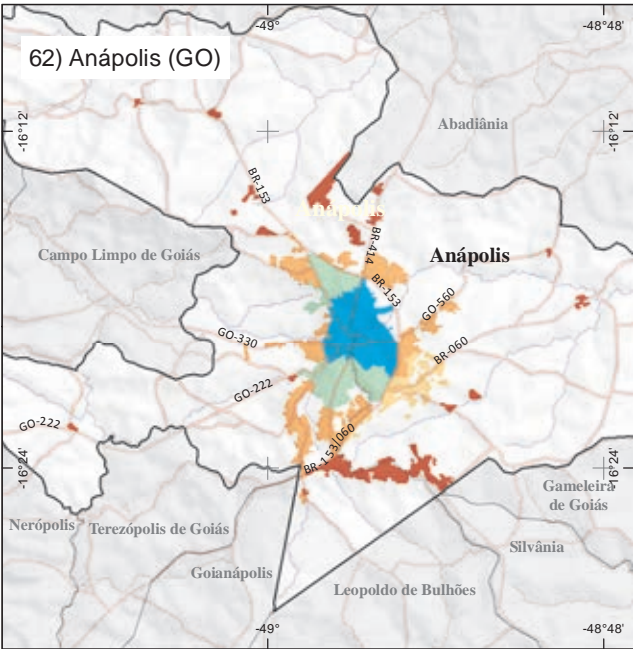 -49°
-48°48'
62) Anápolis (GO)
-16°12'
-16°12'
Abadiânia
BR-153
Anápolis
BR-414
Campo Limpo de Goiás
Anápolis
BR-153
GO-560
GO-330
BR-060
GO-222
GO-222
BR-153|060
-16°24'
-16°24'
Gameleira
de Goiás
Nerópolis
Terezópolis de Goiás
Silvânia
Goianápolis
Leopoldo de Bulhões
-49°
-48°48'